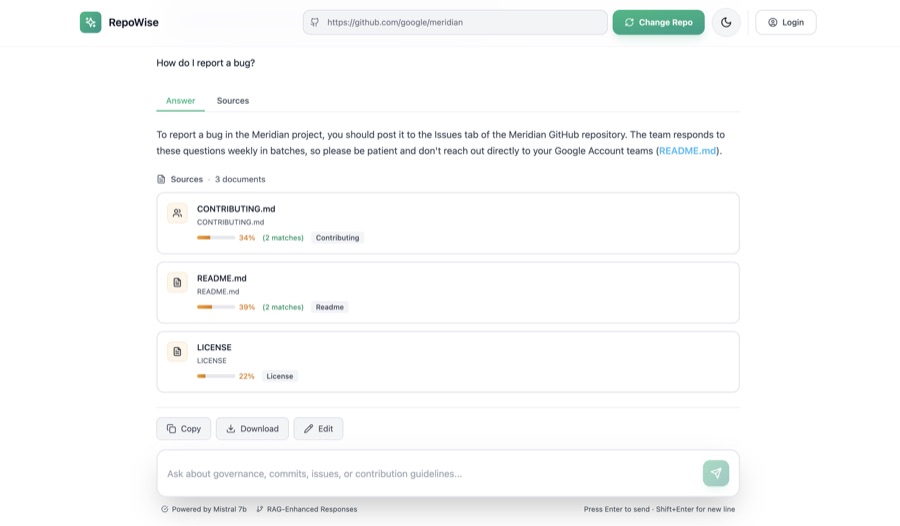 RepoWise
https://github.com/google/meridian
Change Repo
Login
How do I report a bug?
Answer
Sources
To report a bug in the Meridian project, you should post it to the Issues tab of the Meridian GitHub repository. The team responds to
these questions weekly in batches, so please be patient and don't reach out directly to your Google Account teams (README.md).
Sources · 3 documents
CONTRIBUTING.md
CONTRIBUTING.md
34% (2 matches) Contributing
README.md
README.md
39% (2 matches) Readme
LICENSE
LICENSE
22% License
Copy
Download
Edit
Ask about governance, commits, issues, or contribution guidelines...
Powered by Mistral 7b
RAG-Enhanced Responses
Press Enter to send · Shift+Enter for new line